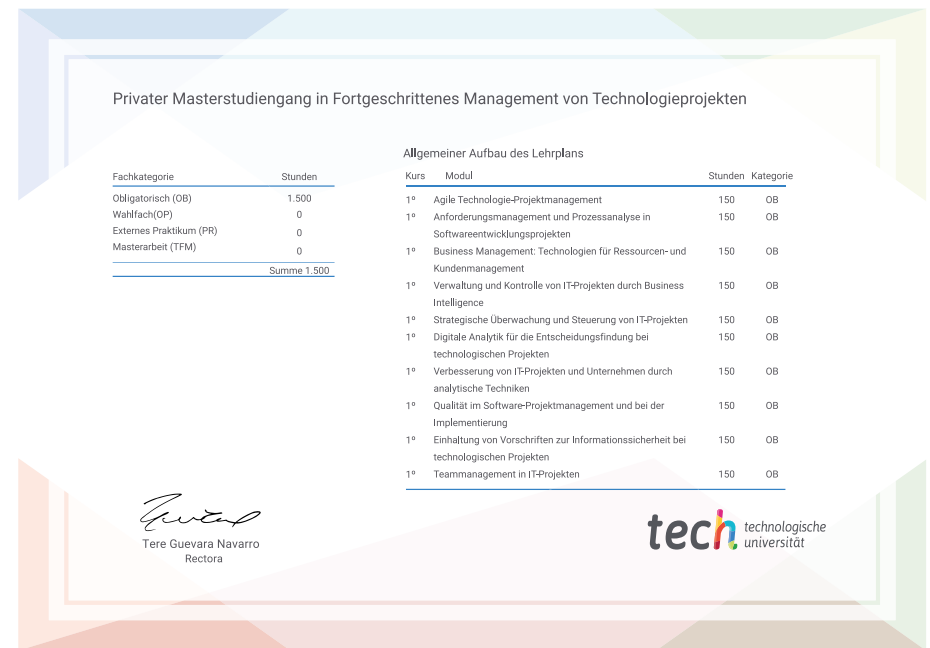 Privater Masterstudiengang in Fortgeschrittenes Management von Technologieprojekten
Fachkategorie Stunden
Obligatorisch (OB) 1.500
Wahlfach(OP) 0
Externes Praktikum (PR) 0
Masterarbeit (TFM) 0
Summe 1.500
Allgemeiner Aufbau des Lehrplans
Kurs Modul Stunden Kategorie
1º Agile Technologie-Projektmanagement 150 OB
1º Anforderungsmanagement und Prozessanalyse in 150 OB
Softwareentwicklungsprojekten
1º Business Management: Technologien für Ressourcen- und 150 OB
Kundenmanagement
1º Verwaltung und Kontrolle von IT-Projekten durch Business 150 OB
Intelligence
1º Strategische Überwachung und Steuerung von IT-Projekten 150 OB
1º Digitale Analytik für die Entscheidungsfindung bei 150 OB
technologischen Projekten
1º Verbesserung von IT-Projekten und Unternehmen durch 150 OB
analytische Techniken
1º Qualität im Software-Projektmanagement und bei der 150 OB
Implementierung
1º Einhaltung von Vorschriften zur Informationssicherheit bei 150 OB
technologischen Projekten
1º Teammanagement in IT-Projekten 150 OB
Tere Guevara Navarro
Rectora
tech technologische
universität